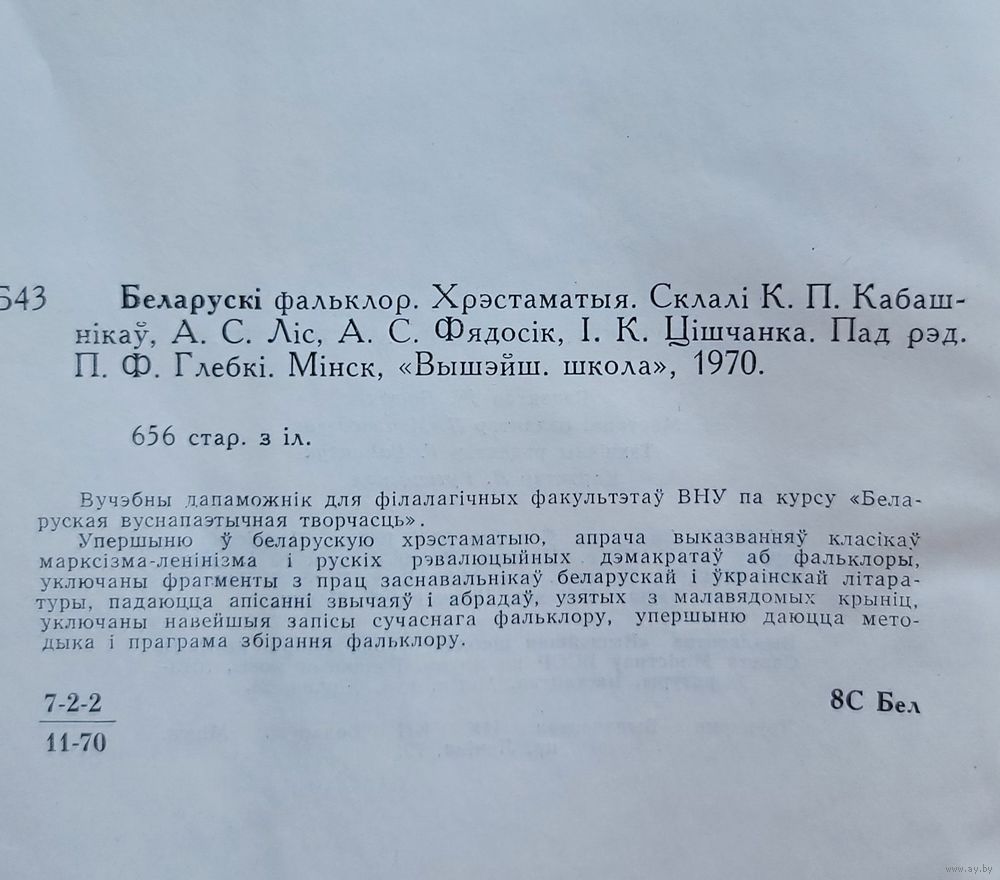 Б43 Беларускі фальклор. Хрэстаматыя. Склалі К. П. Кабаш-
нікаў, А. С. Ліс, А. С. Фядосік, І. К. Цішчанка. Пад рэд.
П. Ф. Глебкі. Мінск, «Вышэйш. школа», 1970.
656 стар. з іл.
Вучэбны дапаможнік для філалагічных факультэтаў ВНУ па курсу «Бела-
руская вуснапаэтычная творчасць».
Упершыню ў беларускую хрэстаматыю, апрача выказванняў класікаў
марксізма-ленінізма і рускіх рэвалюцыйных дэмакратаў аб фальклоры,
уключаны фрагменты з прац заснавальнікаў беларускай і ўкраінскай літара-
туры, падаюцца апісанні звычаяў і абрадаў, узятых з малавядомых крыніц,
уключаны навейшыя запісы сучаснага фальклору, упершыню даюцца мето-
дыка і праграма збірання фальклору.
7-2-2
11-70
8С Бел
www.ay.by